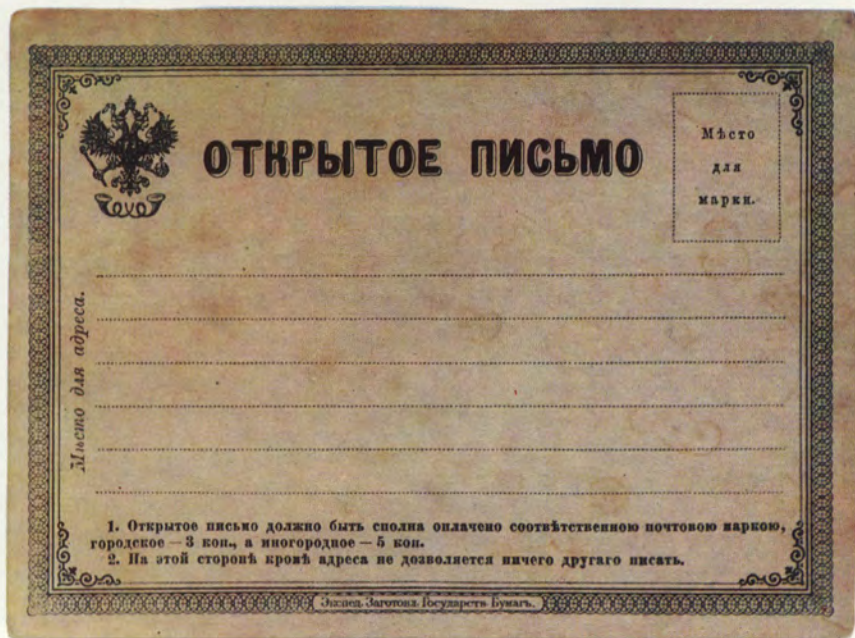 ОТКРЫТОЕ ПИСЬМО
Мѣсто
для
марки.
Мѣсто для адреса.
1. Открытое письмо должно быть сполна оплачено соотвѣтственною почтовою маркою,
городское — 3 коп., а иногородное — 5 коп.
2. На этой сторонѣ кромѣ адреса не дозволяется ничего другаго писать.
Экспед. Заготовл. Государств. Бумагъ.